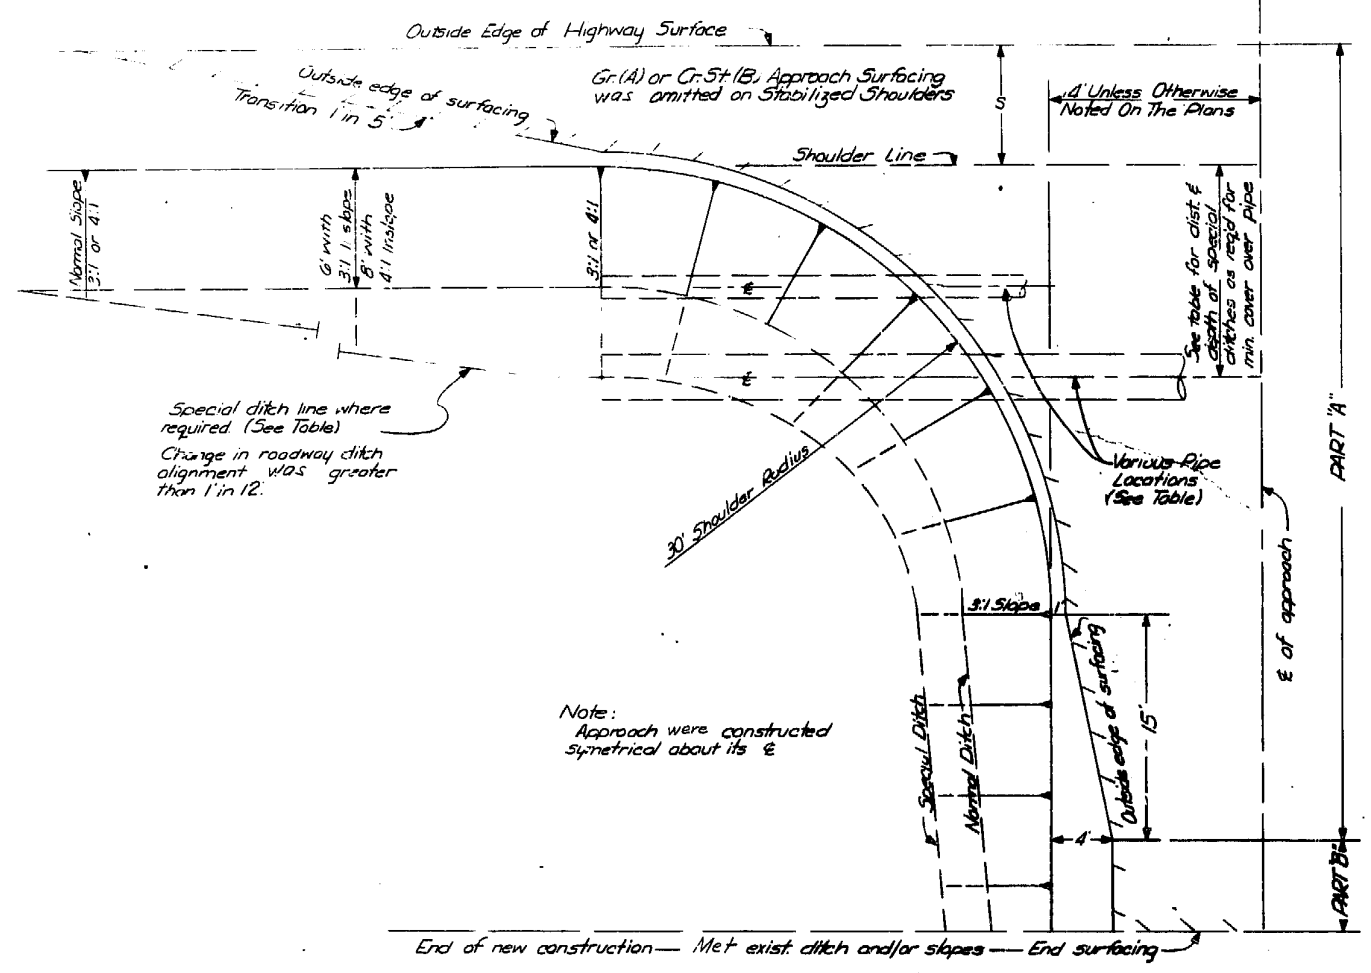 Outside Edge of Highway Surface
Outside edge of surfacing
Transition 1 in 5'
Gr.(A) or Cr.St.(B) Approach Surfacing
was omitted on Stabilized Shoulders
S
4' Unless Otherwise
Noted On The Plans
Shoulder Line
Normal Slope
3:1 or 4:1
6' with
3:1 slope
8' with
4:1 Inslope
3:1 or 4:1
See table for dist. &
depth of special
ditches as req'd for
min. cover over pipe
℄
℄
Special ditch line where
required. (See Table)
Change in roadway ditch
alignment was greater
than 1' in 12'.
30' Shoulder Radius
Various Pipe
Locations
(See Table)
PART "A"
℄ of approach
3:1 Slope
1'
Outside edge of surfacing
15'
Note:
Approach were constructed
symetrical about its ℄
Special Ditch
Normal Ditch
4'
PART "B"
End of new construction — Met exist. ditch and/or slopes — End surfacing